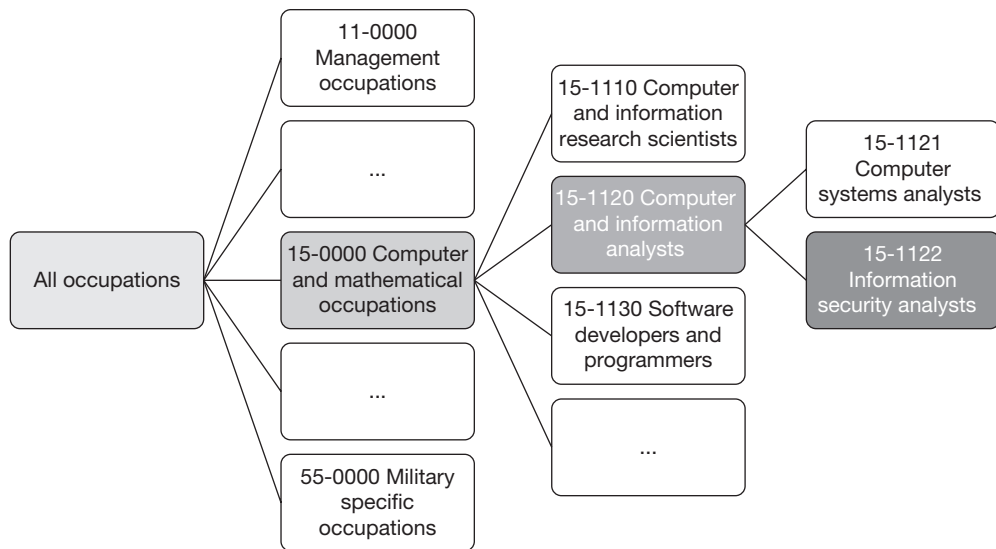 All occupations
11-0000
Management
occupations
...
15-0000 Computer
and mathematical
occupations
...
55-0000 Military
specific
occupations
15-1110 Computer
and information
research scientists
15-1120 Computer
and information
analysts
15-1130 Software
developers and
programmers
...
15-1121
Computer
systems analysts
15-1122
Information
security analysts